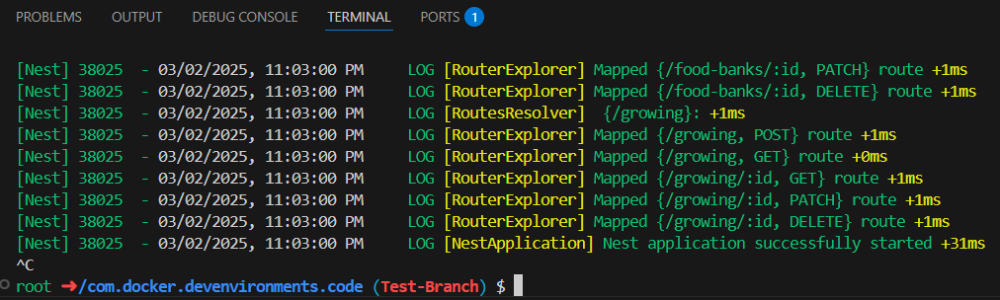 PROBLEMS OUTPUT DEBUG CONSOLE TERMINAL PORTS 1
[Nest] 38025  - 03/02/2025, 11:03:00 PM     LOG [RouterExplorer] Mapped {/food-banks/:id, PATCH} route +1ms
[Nest] 38025  - 03/02/2025, 11:03:00 PM     LOG [RouterExplorer] Mapped {/food-banks/:id, DELETE} route +1ms
[Nest] 38025  - 03/02/2025, 11:03:00 PM     LOG [RoutesResolver]  {/growing}: +1ms
[Nest] 38025  - 03/02/2025, 11:03:00 PM     LOG [RouterExplorer] Mapped {/growing, POST} route +1ms
[Nest] 38025  - 03/02/2025, 11:03:00 PM     LOG [RouterExplorer] Mapped {/growing, GET} route +0ms
[Nest] 38025  - 03/02/2025, 11:03:00 PM     LOG [RouterExplorer] Mapped {/growing/:id, GET} route +1ms
[Nest] 38025  - 03/02/2025, 11:03:00 PM     LOG [RouterExplorer] Mapped {/growing/:id, PATCH} route +1ms
[Nest] 38025  - 03/02/2025, 11:03:00 PM     LOG [RouterExplorer] Mapped {/growing/:id, DELETE} route +1ms
[Nest] 38025  - 03/02/2025, 11:03:00 PM     LOG [NestApplication] Nest application successfully started +31ms
^C
root ➜/com.docker.devenvironments.code (Test-Branch) $